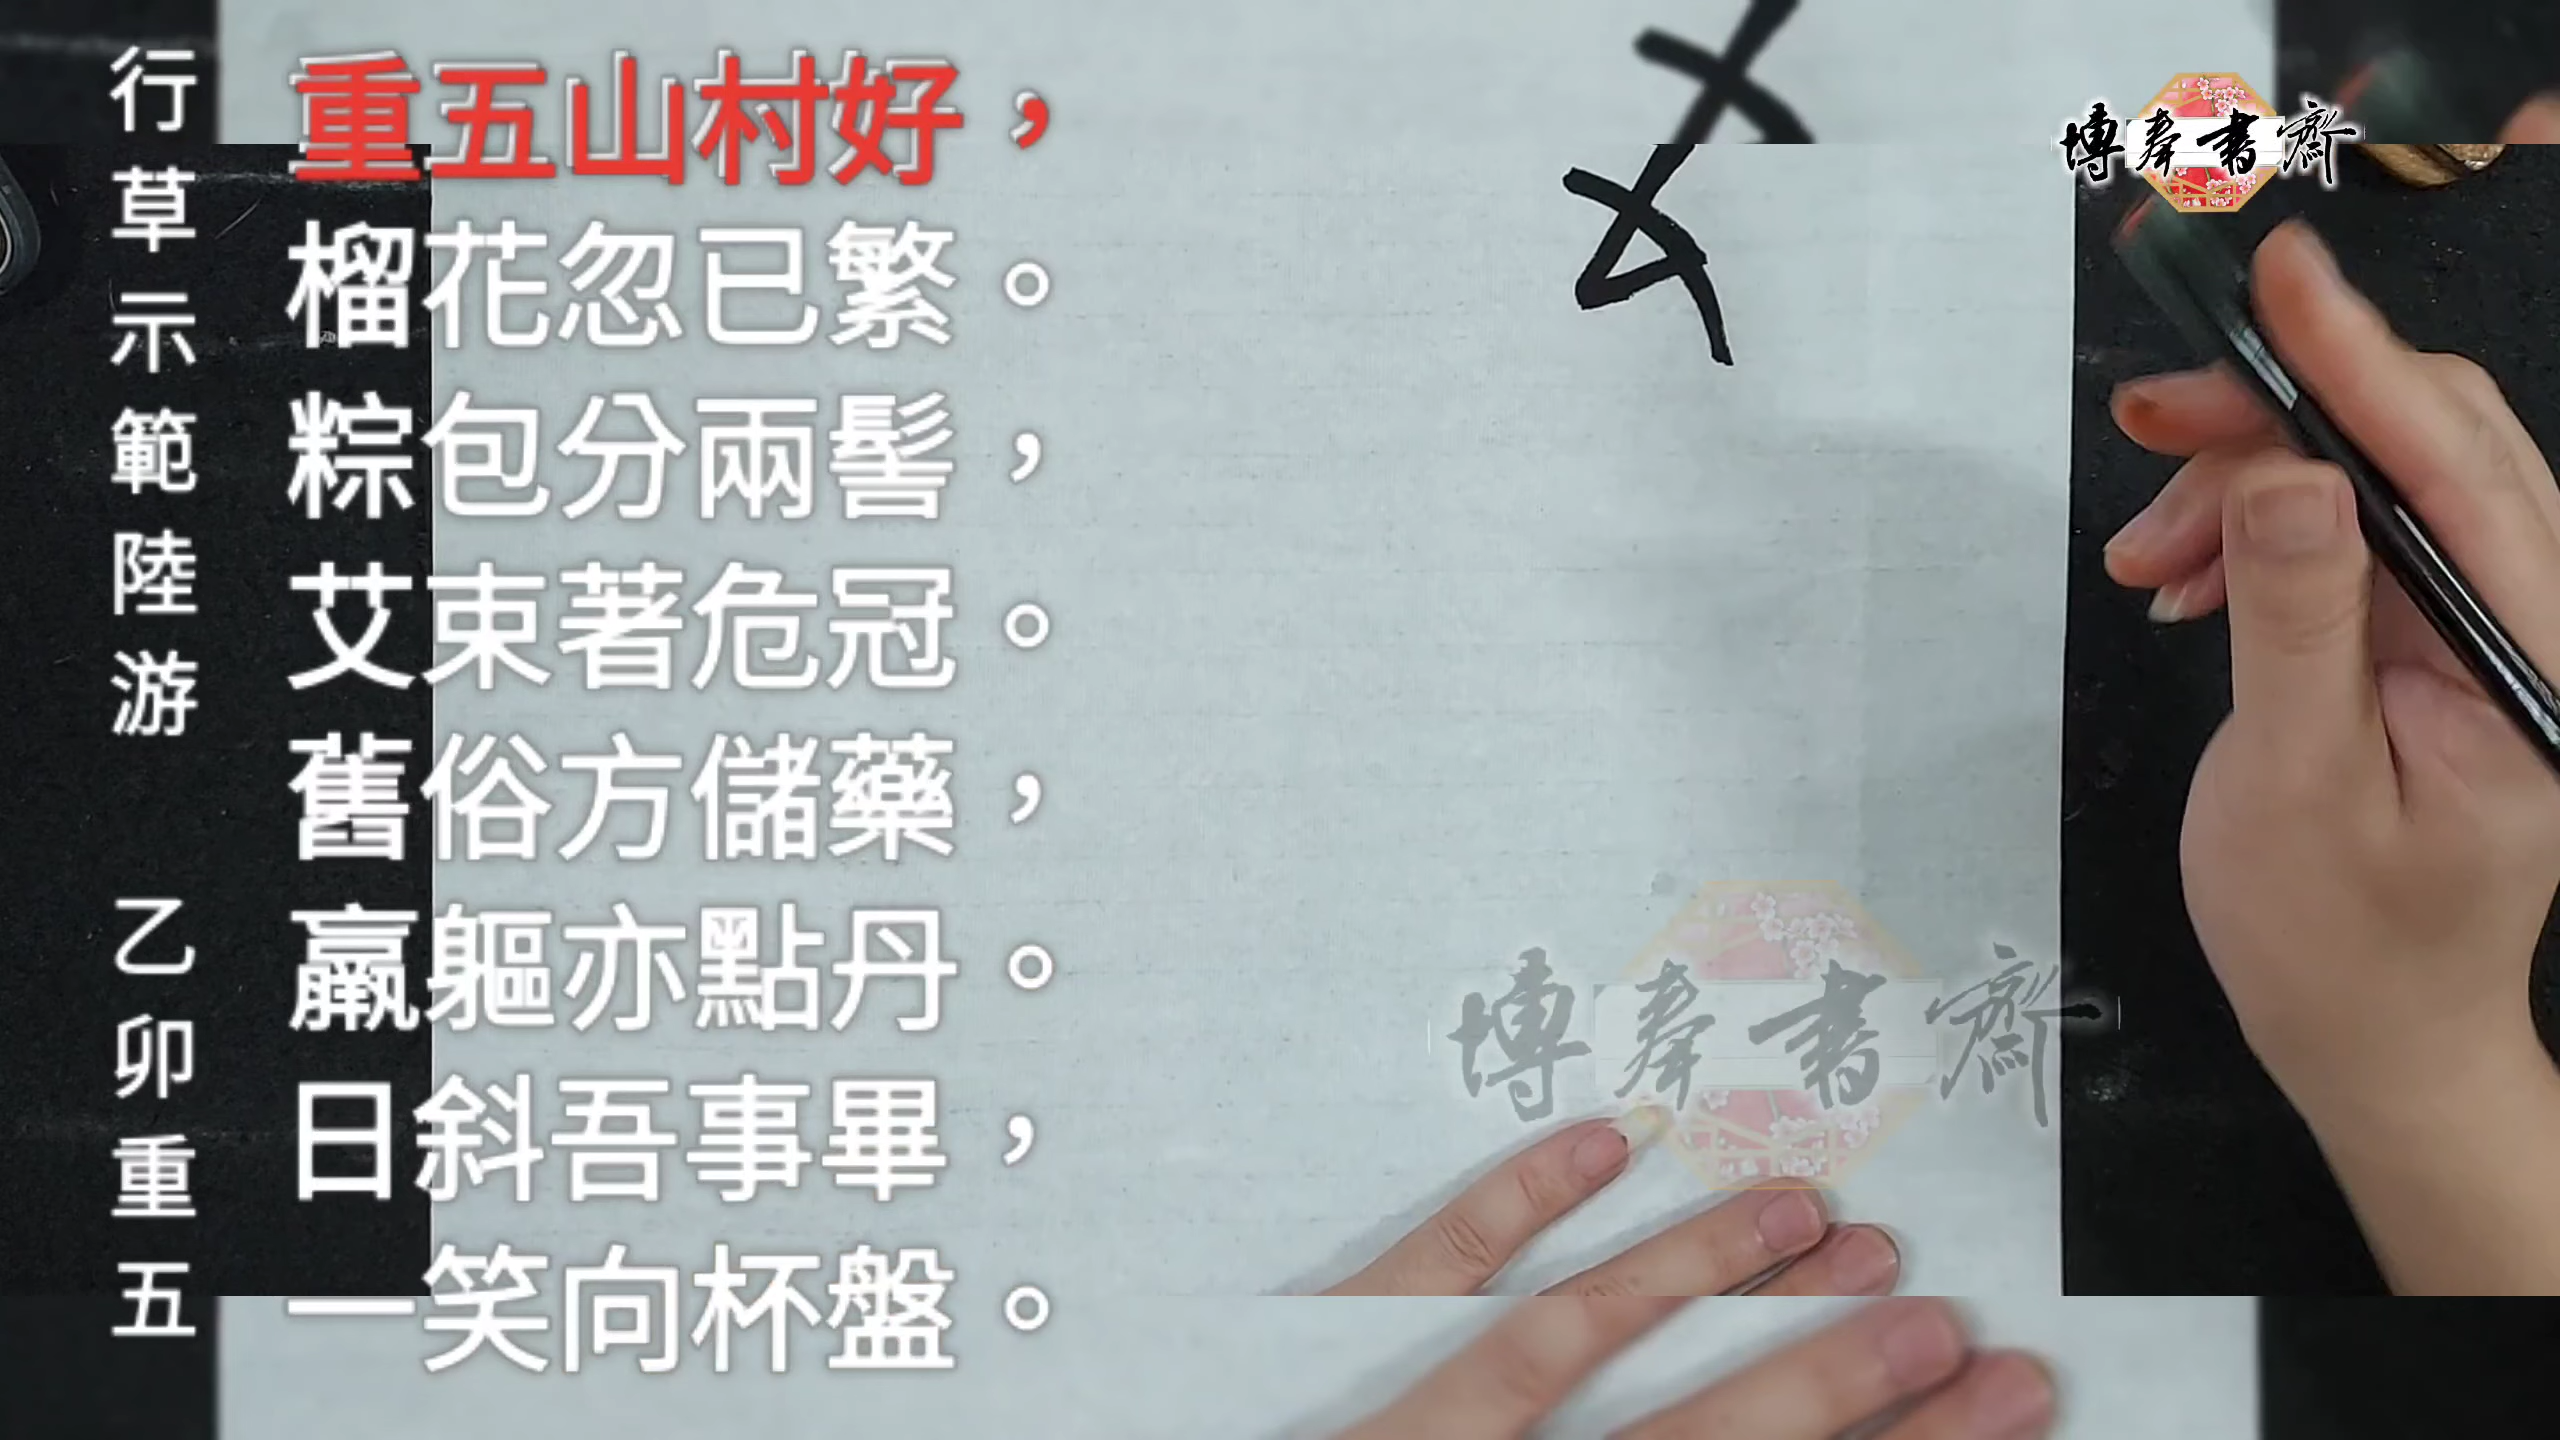 行草示範陸游 乙卯重五
重五山村好，
榴花忽已繁。
粽包分兩髻，
艾束著危冠。
舊俗方儲藥，
羸軀亦點丹。
日斜吾事畢，
一笑向杯盤。
博 書齋
博 書齋